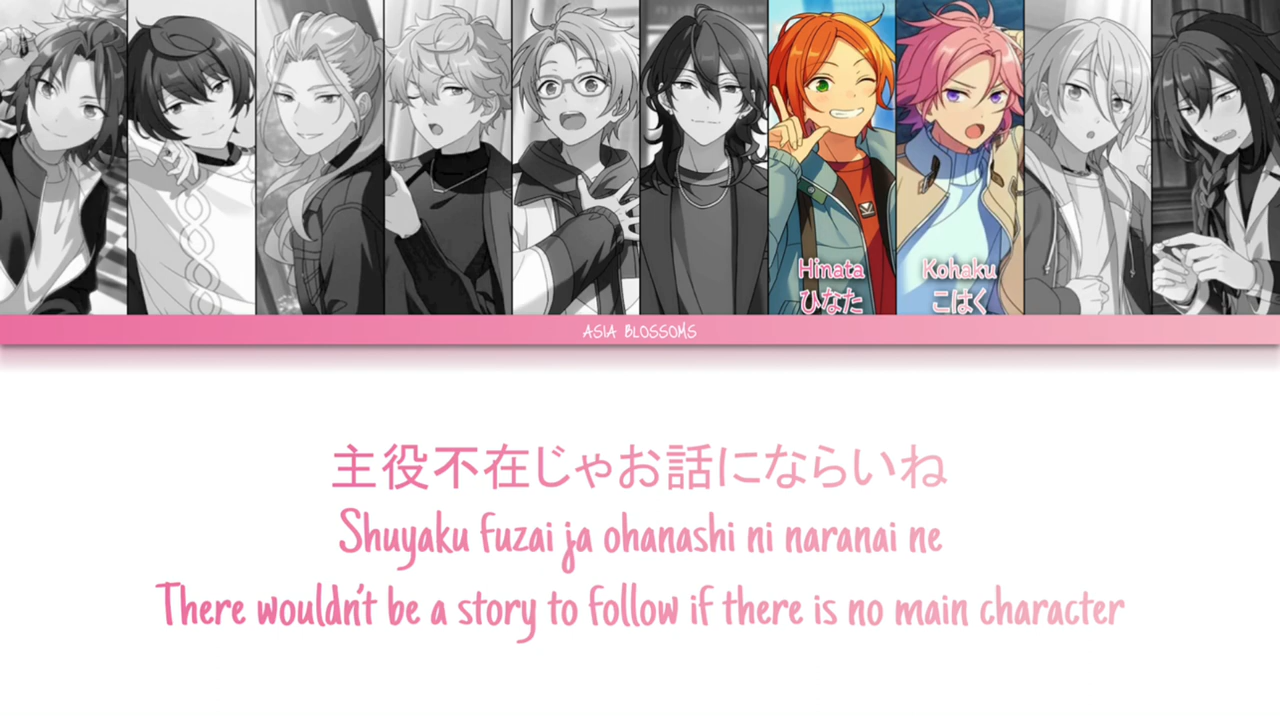 Hinata
ひなた
Kohaku
こはく
ASIA BLOSSOMS
主役不在じゃお話にならいね
Shuyaku fuzai ja ohanashi ni naranai ne
There wouldn't be a story to follow if there is no main character